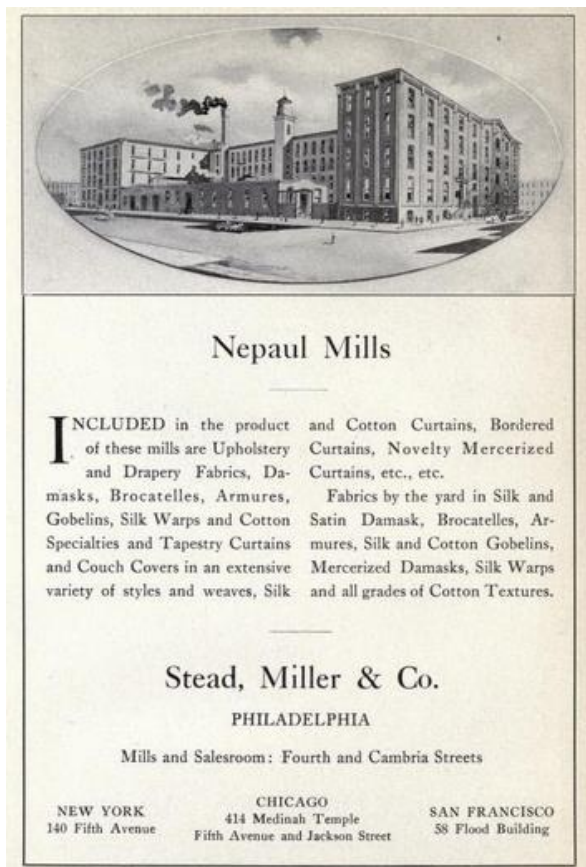 Nepaul Mills
INCLUDED in the product
of these mills are Upholstery
and Drapery Fabrics, Da-
masks, Brocatelles, Armures,
Gobelins, Silk Warps and Cotton
Specialties and Tapestry Curtains
and Couch Covers in an extensive
variety of styles and weaves, Silk
and Cotton Curtains, Bordered
Curtains, Novelty Mercerized
Curtains, etc., etc.
Fabrics by the yard in Silk and
Satin Damask, Brocatelles, Ar-
mures, Silk and Cotton Gobelins,
Mercerized Damasks, Silk Warps
and all grades of Cotton Textures.
Stead, Miller & Co.
PHILADELPHIA
Mills and Salesroom: Fourth and Cambria Streets
NEW YORK
140 Fifth Avenue
CHICAGO
414 Medinah Temple
Fifth Avenue and Jackson Street
SAN FRANCISCO
58 Flood Building